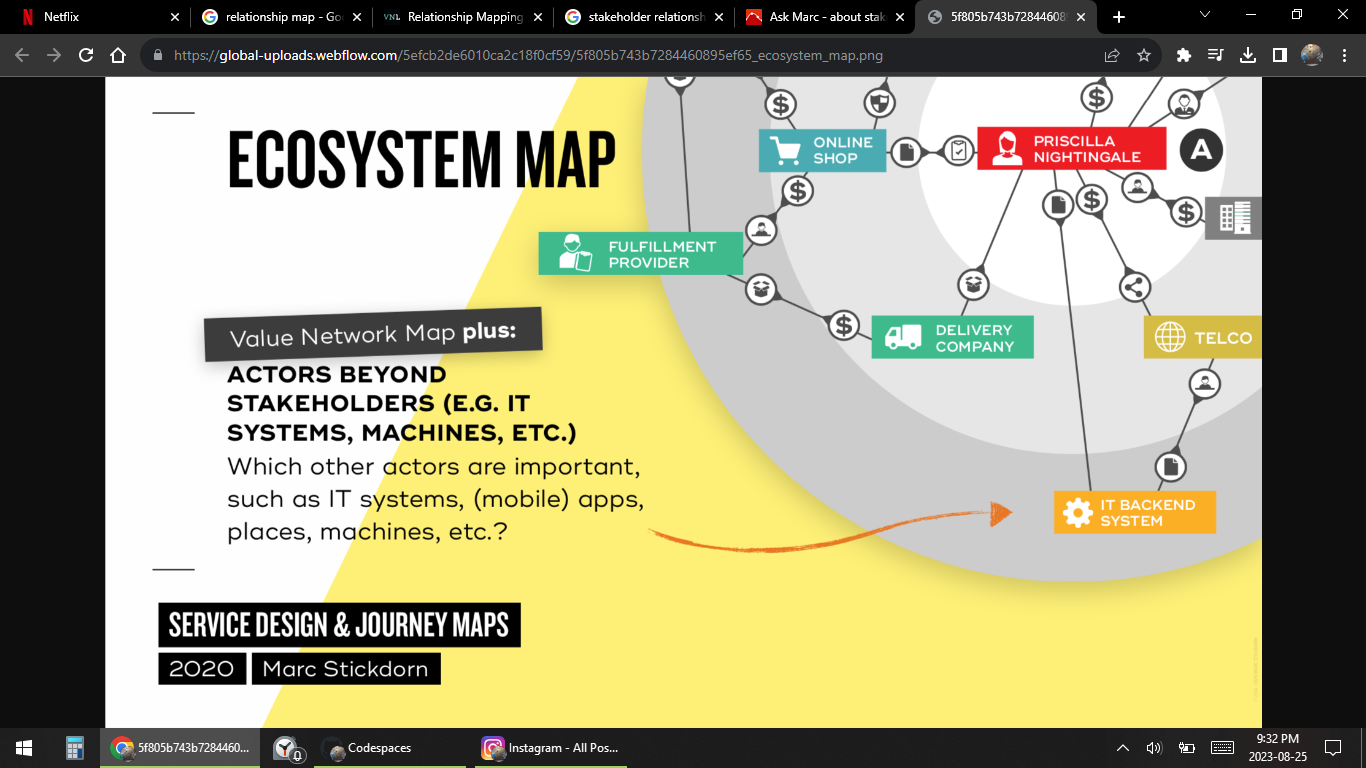 Netflix
relationship map - Go
Relationship Mapping
stakeholder relationsh
Ask Marc - about stak
5f805b743b72844608
https://global-uploads.webflow.com/5efcb2de6010ca2c18f0cf59/5f805b743b7284460895ef65_ecosystem_map.png
ECOSYSTEM MAP
Value Network Map plus:
ACTORS BEYOND
STAKEHOLDERS (E.G. IT
SYSTEMS, MACHINES, ETC.)
Which other actors are important,
such as IT systems, (mobile) apps,
places, machines, etc.?
SERVICE DESIGN & JOURNEY MAPS
2020
Marc Stickdorn
ONLINE
SHOP
PRISCILLA
NIGHTINGALE
A
FULFILLMENT
PROVIDER
DELIVERY
COMPANY
TELCO
IT BACKEND
SYSTEM
5f805b743b7284460...
0
Codespaces
Instagram - All Pos...
9:32 PM
2023-08-25